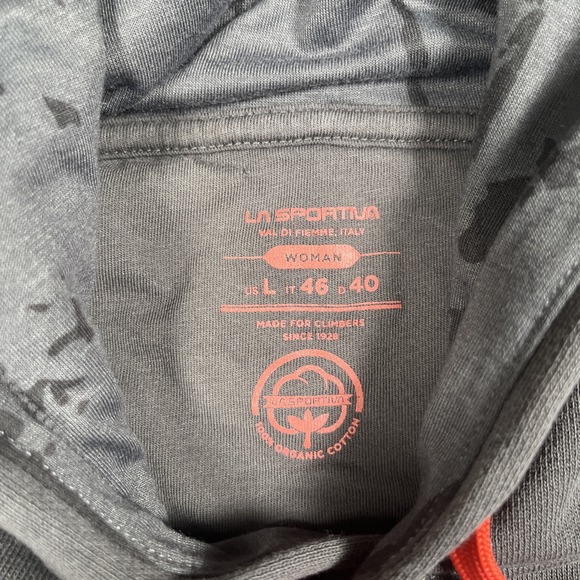 LA SPORTIVA
VAL DI FIEMME, ITALY
WOMAN
US L IT 46 D 40
MADE FOR CLIMBERS
SINCE 1928
LA SPORTIVA
100% ORGANIC COTTON